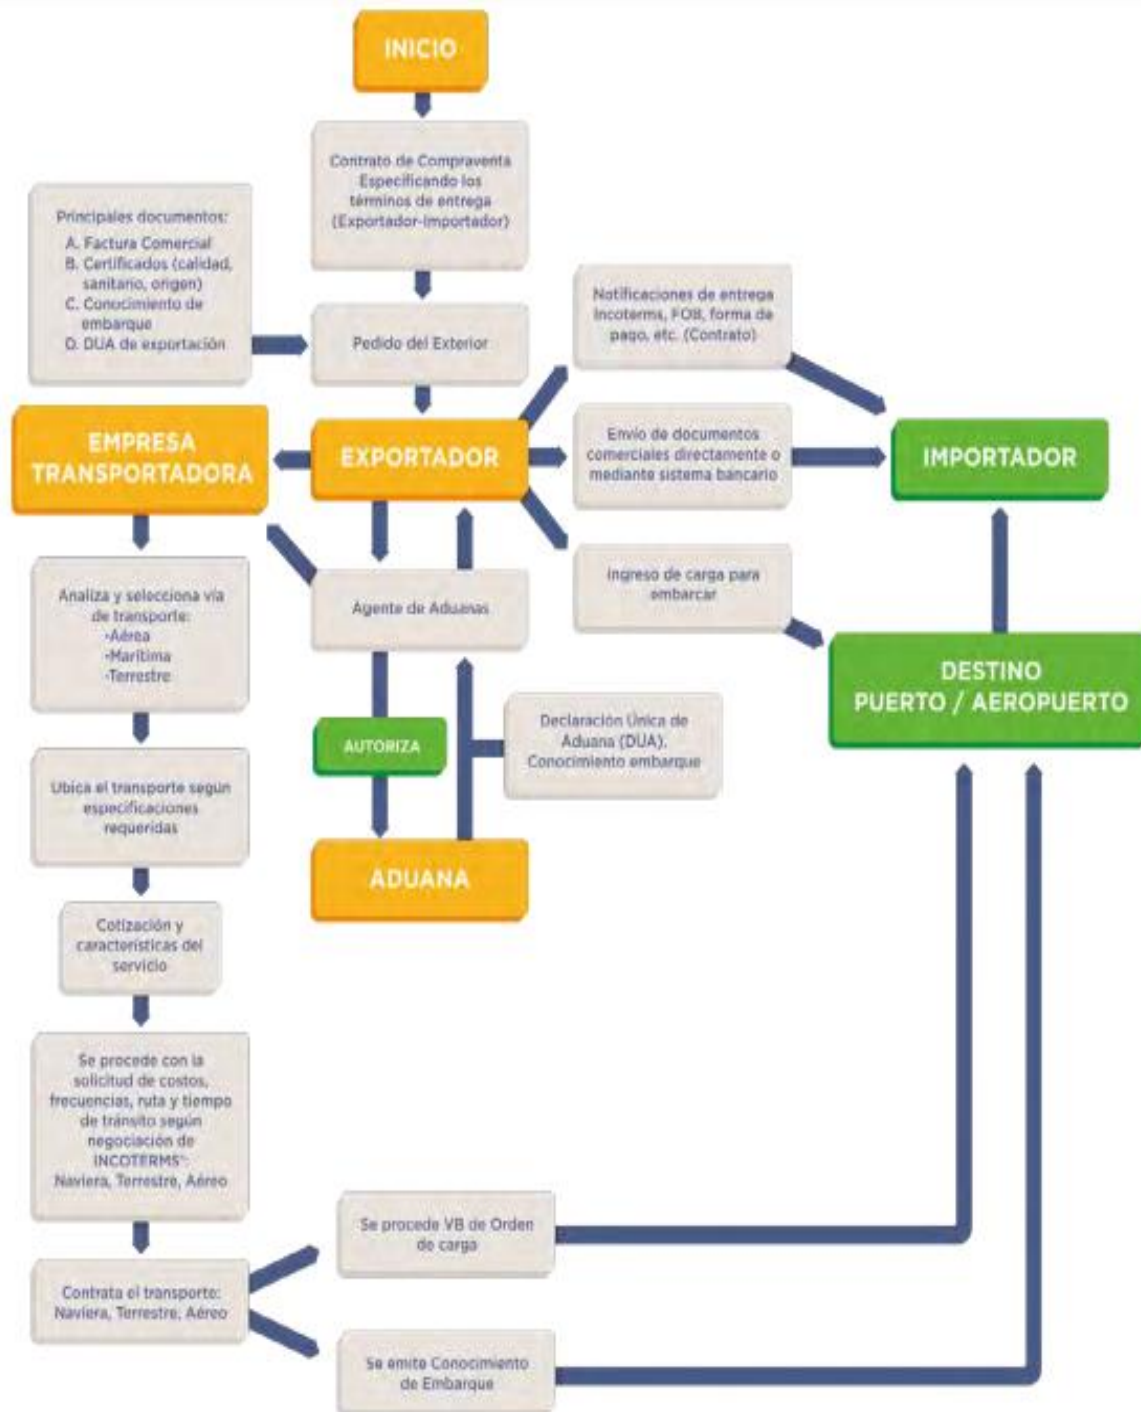 INICIO
Contrato de Compraventa
Especificando los
términos de entrega
(Exportador-Importador)
Principales documentos:
A. Factura Comercial
B. Certificados (calidad,
sanitario, origen)
C. Conocimiento de
embarque
D. DUA de exportación
Pedido del Exterior
Notificaciones de entrega
Incoterms, FOB, forma de
pago, etc. (Contrato)
EMPRESA
TRANSPORTADORA
EXPORTADOR
Envío de documentos
comerciales directamente o
mediante sistema bancario
IMPORTADOR
Analiza y selecciona vía
de transporte:
-Aérea
-Marítima
-Terrestre
Agente de Aduanas
Ingreso de carga para
embarcar
DESTINO
PUERTO / AEROPUERTO
AUTORIZA
Declaración Única de
Aduana (DUA).
Conocimiento embarque
Ubica el transporte según
especificaciones
requeridas
ADUANA
Cotización y
características del
servicio
Se procede con la
solicitud de costos,
frecuencias, ruta y tiempo
de tránsito según
negociación de
INCOTERMS®:
Naviera, Terrestre, Aéreo
Se procede VB de Orden
de carga
Contrata el transporte:
Naviera, Terrestre, Aéreo
Se emite Conocimiento
de Embarque